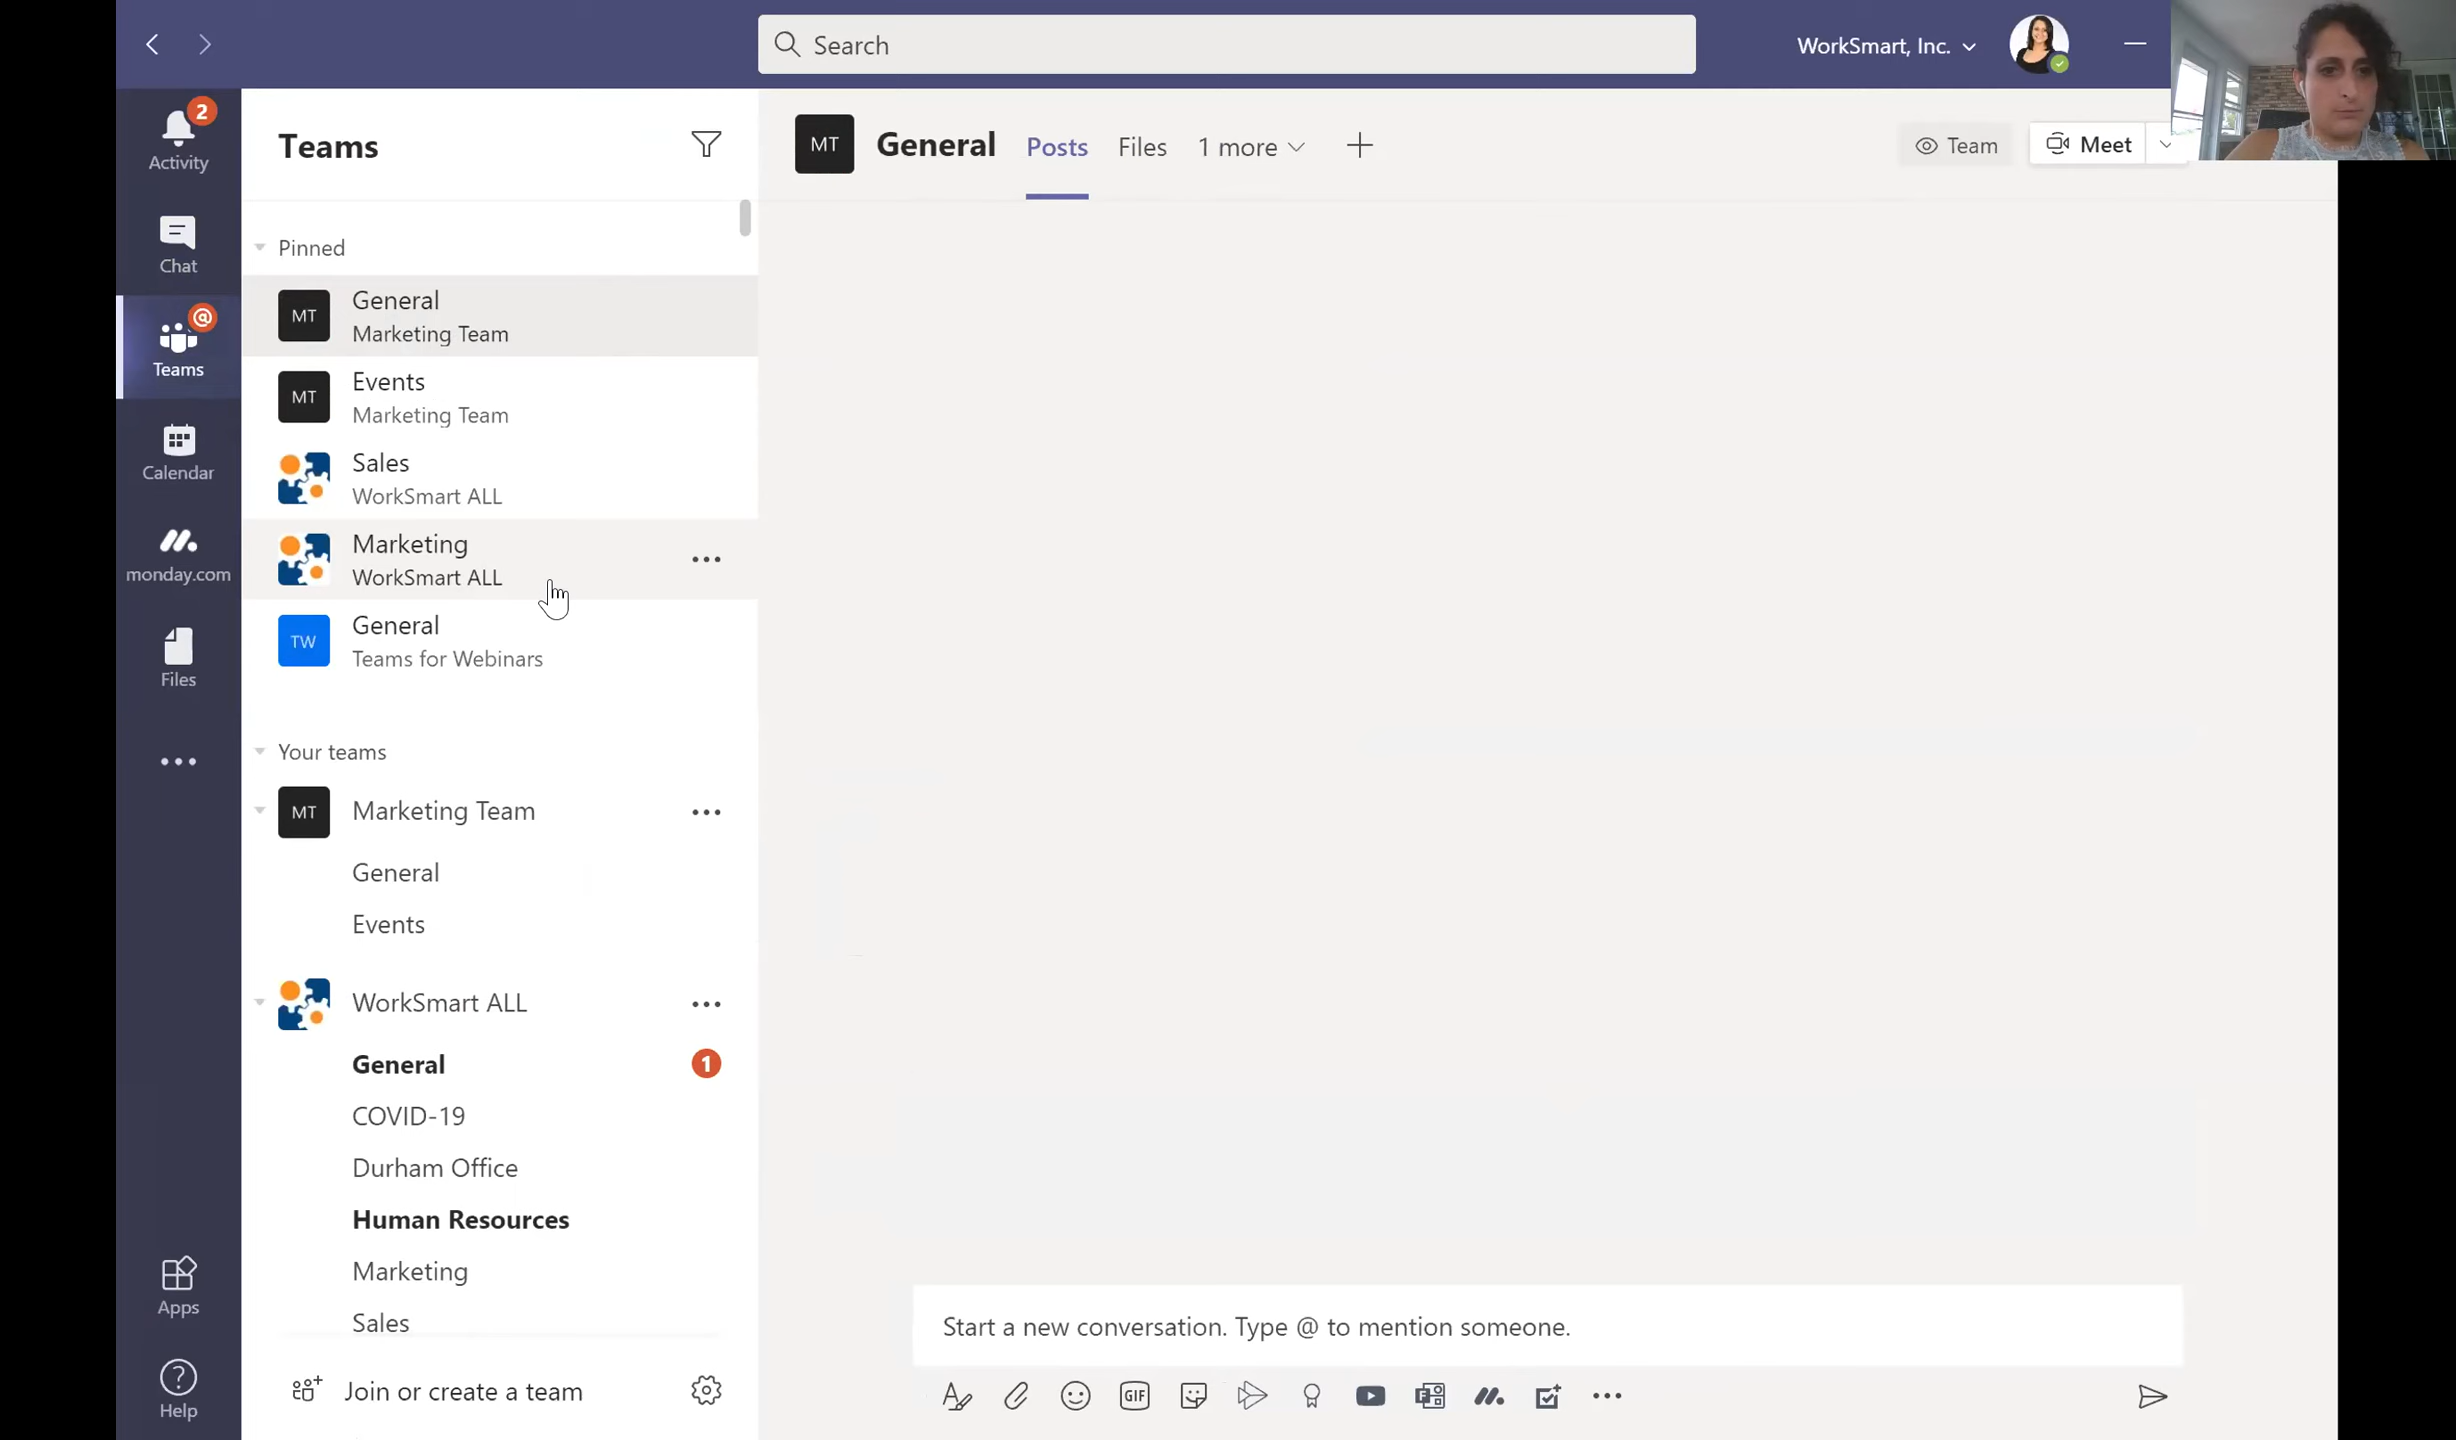 Search
WorkSmart, Inc.
2
Activity
Chat
@
Teams
Calendar
monday.com
Files
Apps
Help
Teams
Pinned
MT
General
Marketing Team
MT
Events
Marketing Team
Sales
WorkSmart ALL
Marketing
WorkSmart ALL
TW
General
Teams for Webinars
Your teams
MT
Marketing Team
General
Events
WorkSmart ALL
General
1
COVID-19
Durham Office
Human Resources
Marketing
Sales
Join or create a team
MT
General
Posts
Files
1 more
Team
Meet
Start a new conversation. Type @ to mention someone.
GIF